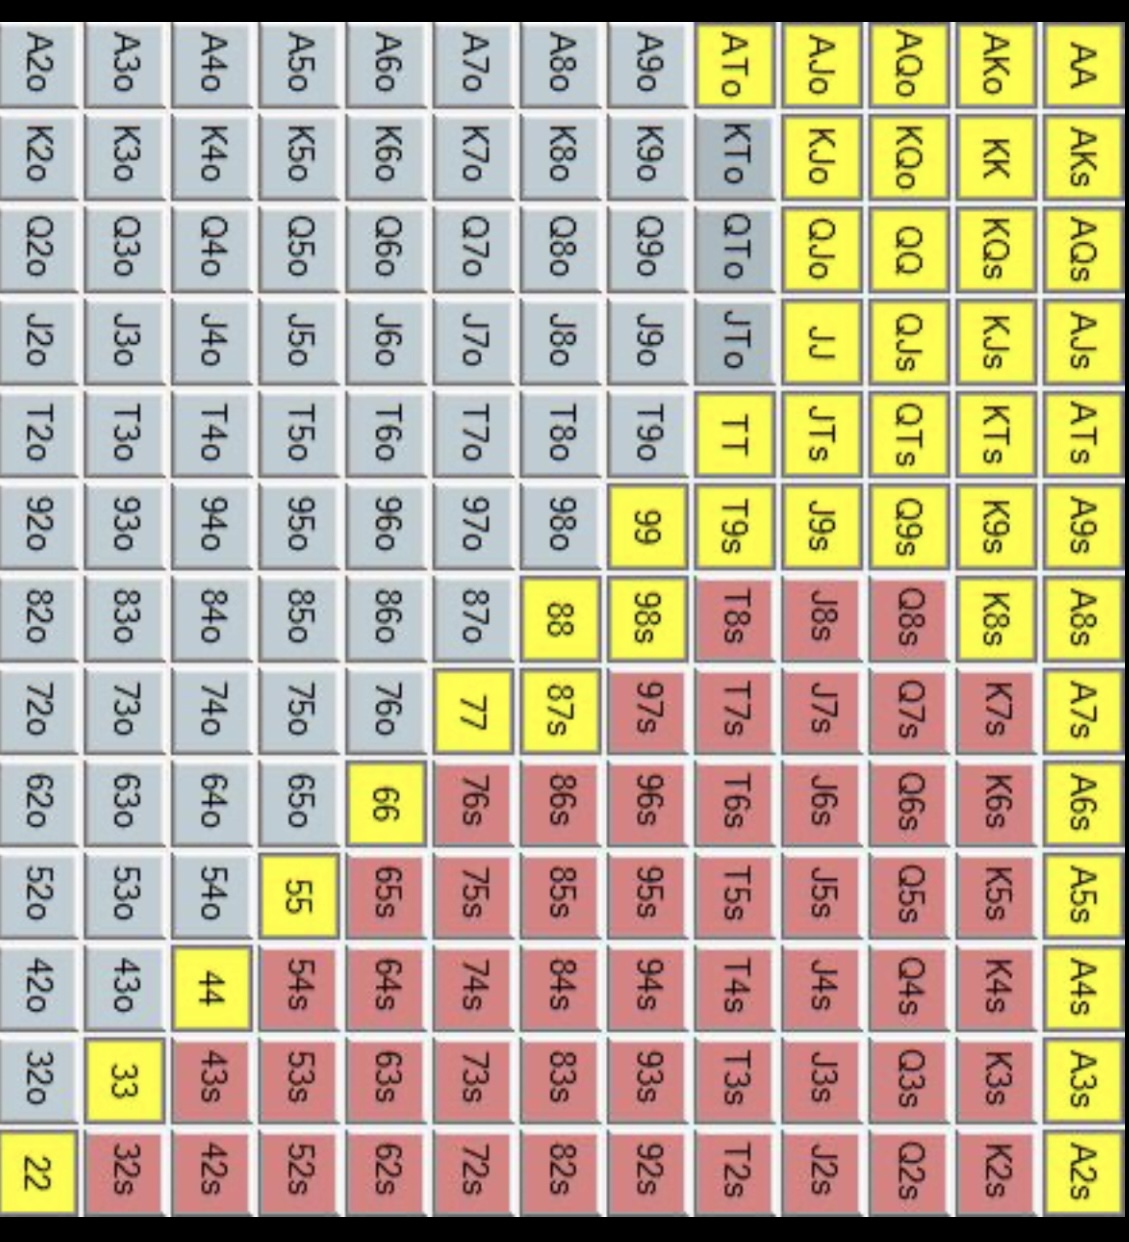 AA AKs AQs AJs ATs A9s A8s A7s A6s A5s A4s A3s A2s
AKo KK KQs KJs KTs K9s K8s K7s K6s K5s K4s K3s K2s
AQo KQo QQ QJs QTs Q9s Q8s Q7s Q6s Q5s Q4s Q3s Q2s
AJo KJo QJo JJ JTs J9s J8s J7s J6s J5s J4s J3s J2s
ATo KTo QTo JTo TT T9s T8s T7s T6s T5s T4s T3s T2s
A9o K9o Q9o J9o T9o 99 98s 97s 96s 95s 94s 93s 92s
A8o K8o Q8o J8o T8o 98o 88 87s 86s 85s 84s 83s 82s
A7o K7o Q7o J7o T7o 97o 87o 77 76s 75s 74s 73s 72s
A6o K6o Q6o J6o T6o 96o 86o 76o 66 65s 64s 63s 62s
A5o K5o Q5o J5o T5o 95o 85o 75o 65o 55 54s 53s 52s
A4o K4o Q4o J4o T4o 94o 84o 74o 64o 54o 44 43s 42s
A3o K3o Q3o J3o T3o 93o 83o 73o 63o 53o 43o 33 32s
A2o K2o Q2o J2o T2o 92o 82o 72o 62o 52o 42o 32o 22